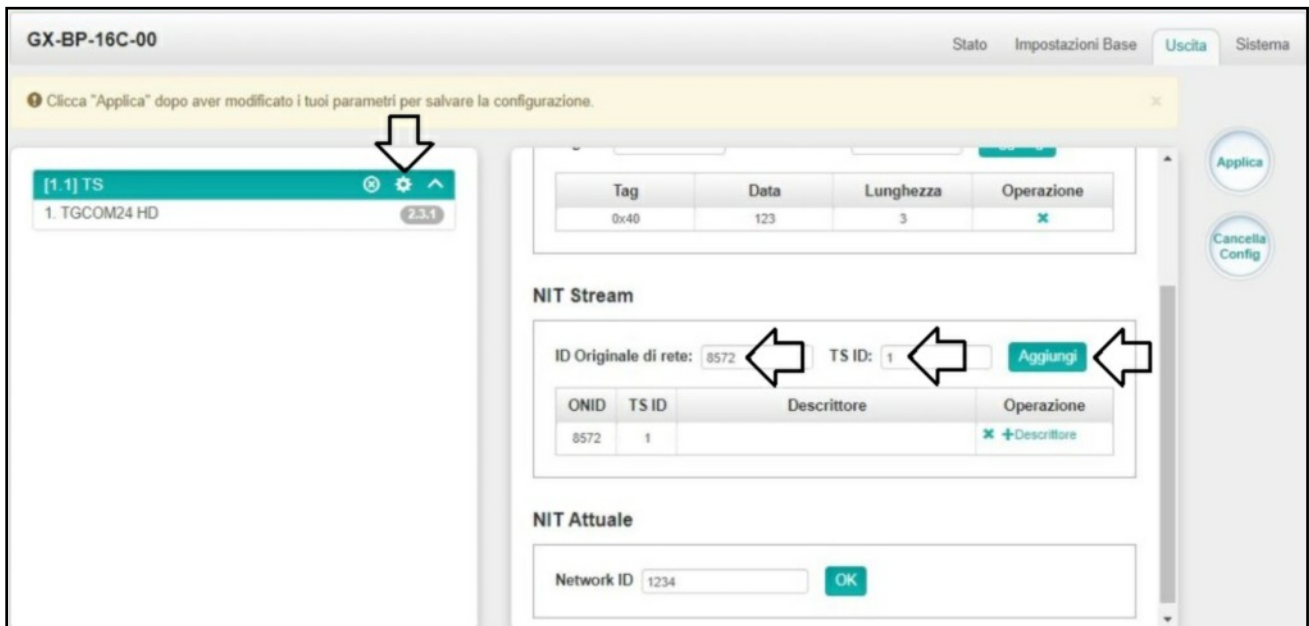 GX-BP-16C-00
Stato Impostazioni Base Uscita Sistema
Clicca "Applica" dopo aver modificato i tuoi parametri per salvare la configurazione.
Applica
Cancella
Config
[1.1] TS
1. TGCOM24 HD 2.3.1
Tag Data Lunghezza Operazione
0x40 123 3
NIT Stream
ID Originale di rete: 8572 TS ID: 1 Aggiungi
ONID TS ID Descrittore Operazione
8572 1 +Descrittore
NIT Attuale
Network ID 1234 OK